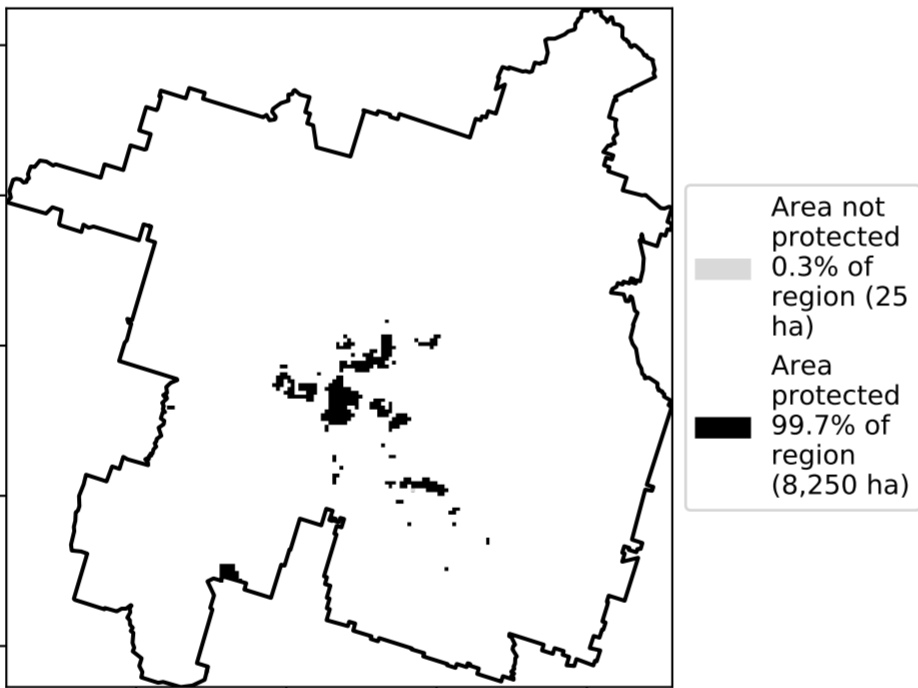 Area not
protected
0.3% of
region (25
ha)
Area
protected
99.7% of
region
(8,250 ha)